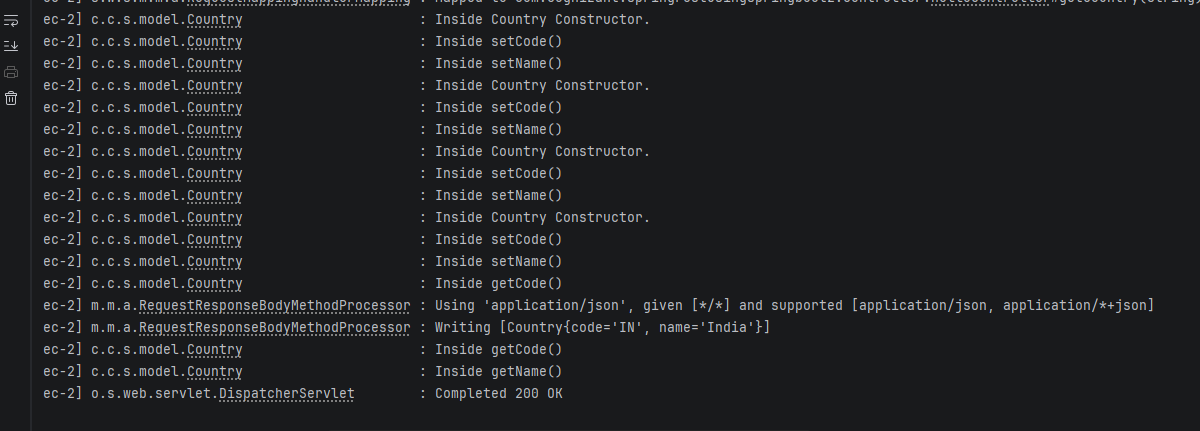 ec-2] c.c.s.model.Country : Inside Country Constructor.
ec-2] c.c.s.model.Country : Inside setCode()
ec-2] c.c.s.model.Country : Inside setName()
ec-2] c.c.s.model.Country : Inside Country Constructor.
ec-2] c.c.s.model.Country : Inside setCode()
ec-2] c.c.s.model.Country : Inside setName()
ec-2] c.c.s.model.Country : Inside Country Constructor.
ec-2] c.c.s.model.Country : Inside setCode()
ec-2] c.c.s.model.Country : Inside setName()
ec-2] c.c.s.model.Country : Inside Country Constructor.
ec-2] c.c.s.model.Country : Inside setCode()
ec-2] c.c.s.model.Country : Inside setName()
ec-2] c.c.s.model.Country : Inside getCode()
ec-2] m.m.a.RequestResponseBodyMethodProcessor : Using 'application/json', given [*/*] and supported [application/json, application/*+json]
ec-2] m.m.a.RequestResponseBodyMethodProcessor : Writing [Country{code='IN', name='India'}]
ec-2] c.c.s.model.Country : Inside getCode()
ec-2] c.c.s.model.Country : Inside getName()
ec-2] o.s.web.servlet.DispatcherServlet : Completed 200 OK